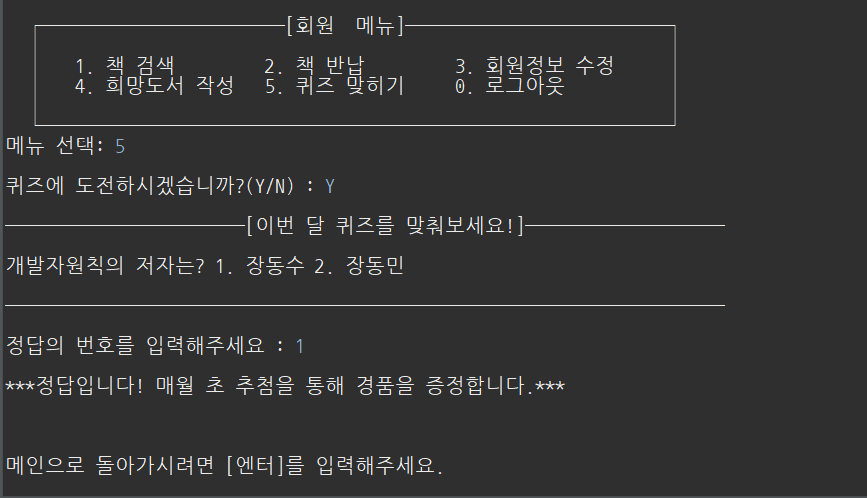 [회원 메뉴]
1. 책 검색 2. 책 반납 3. 회원정보 수정
4. 희망도서 작성 5. 퀴즈 맞히기 0. 로그아웃
메뉴 선택: 5
퀴즈에 도전하시겠습니까?(Y/N) : Y
[이번 달 퀴즈를 맞춰보세요!]
개발자원칙의 저자는? 1. 장동수 2. 장동민
정답의 번호를 입력해주세요 : 1
***정답입니다! 매월 초 추첨을 통해 경품을 증정합니다.***
메인으로 돌아가시려면 [엔터]를 입력해주세요.